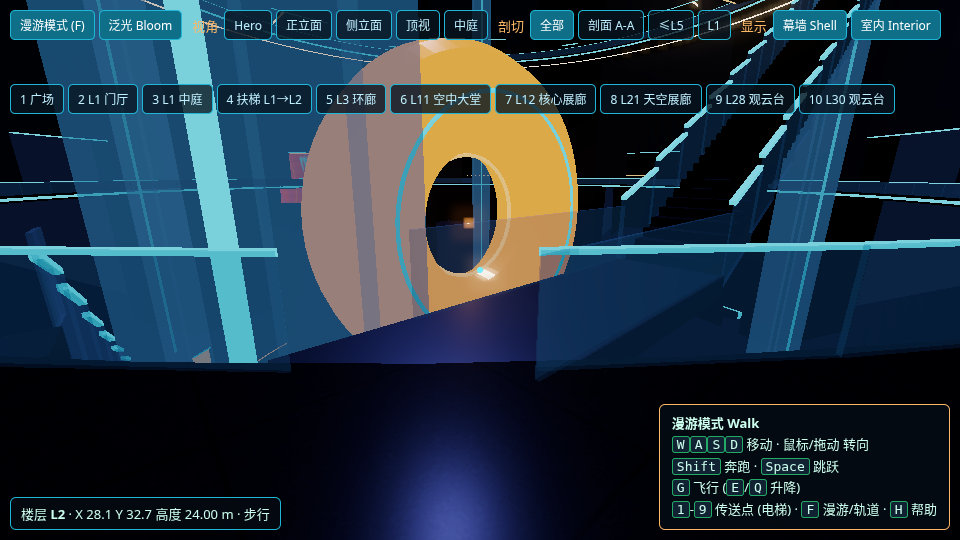 漫游模式 (F) 泛光 Bloom 视角 Hero 正立面 侧立面 顶视 中庭 剖切 全部 剖面 A-A ≤L5 L1 显示 幕墙 Shell 室内 Interior
1 广场 2 L1 门厅 3 L1 中庭 4 扶梯 L1→L2 5 L3 环廊 6 L11 空中大堂 7 L12 核心展廊 8 L21 天空展廊 9 L28 观云台 10 L30 观云台
漫游模式 Walk
W A S D 移动 · 鼠标/拖动 转向
Shift 奔跑 · Space 跳跃
G 飞行 (E/Q 升降)
1-9 传送点 (电梯) · F 漫游/轨道 · H 帮助
楼层 L2 · X 28.1 Y 32.7 高度 24.00 m · 步行